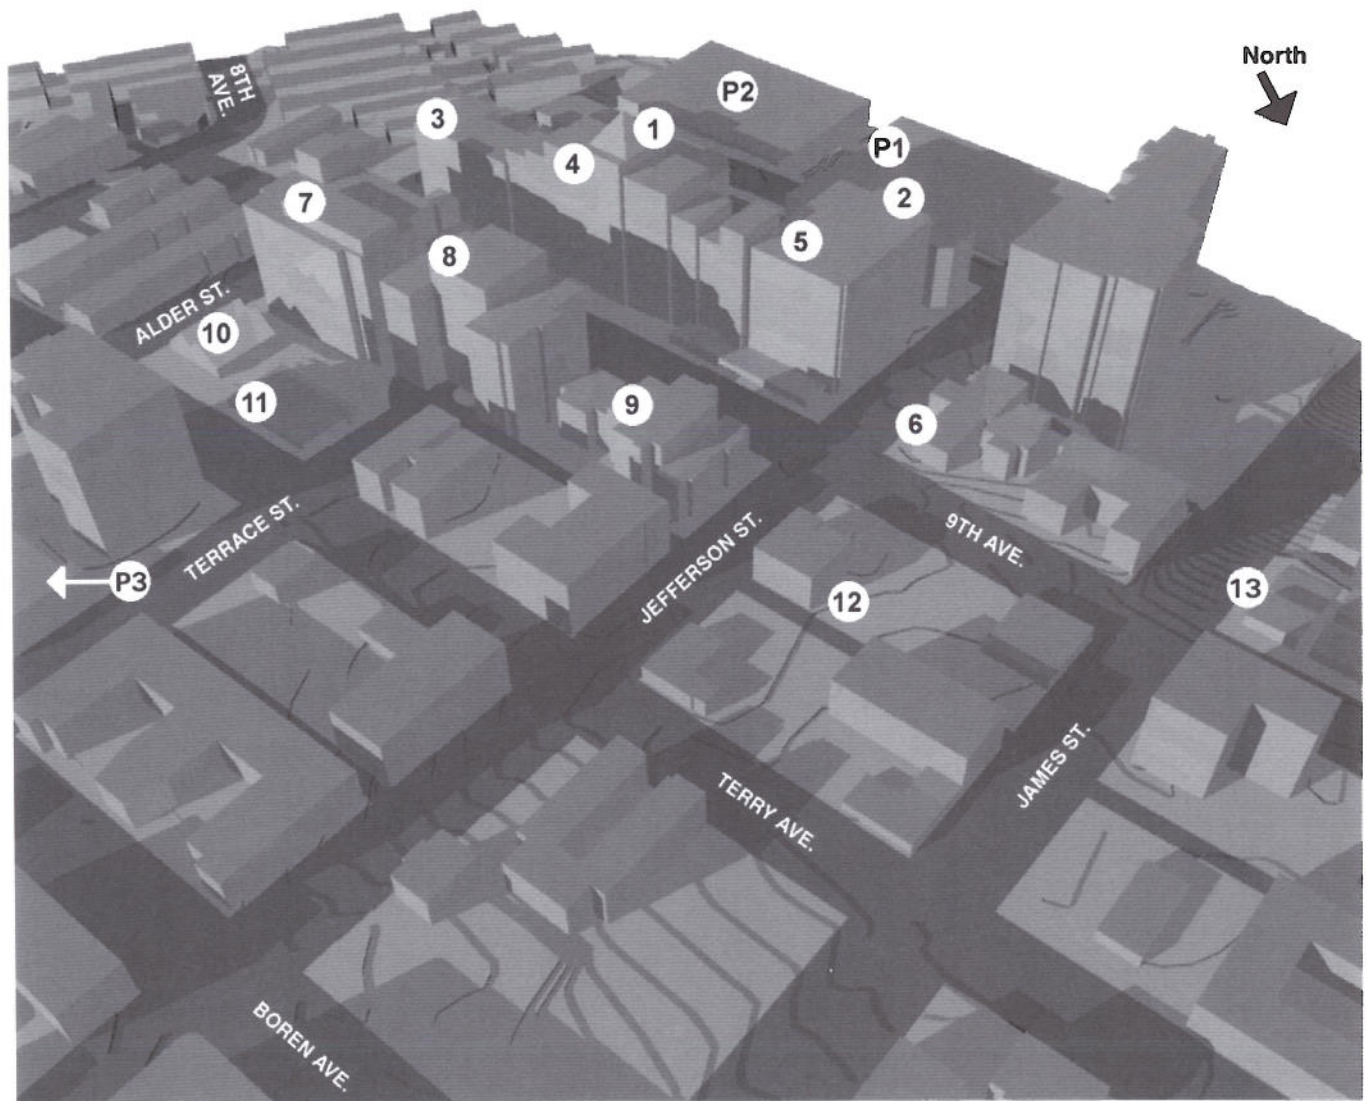 North
8TH
AVE.
P2
3
1
P1
4
2
7
5
8
ALDER ST.
10
11
9
6
TERRACE ST.
JEFFERSON ST.
9TH AVE.
P3
12
13
JAMES ST.
TERRY AVE.
BOREN AVE.